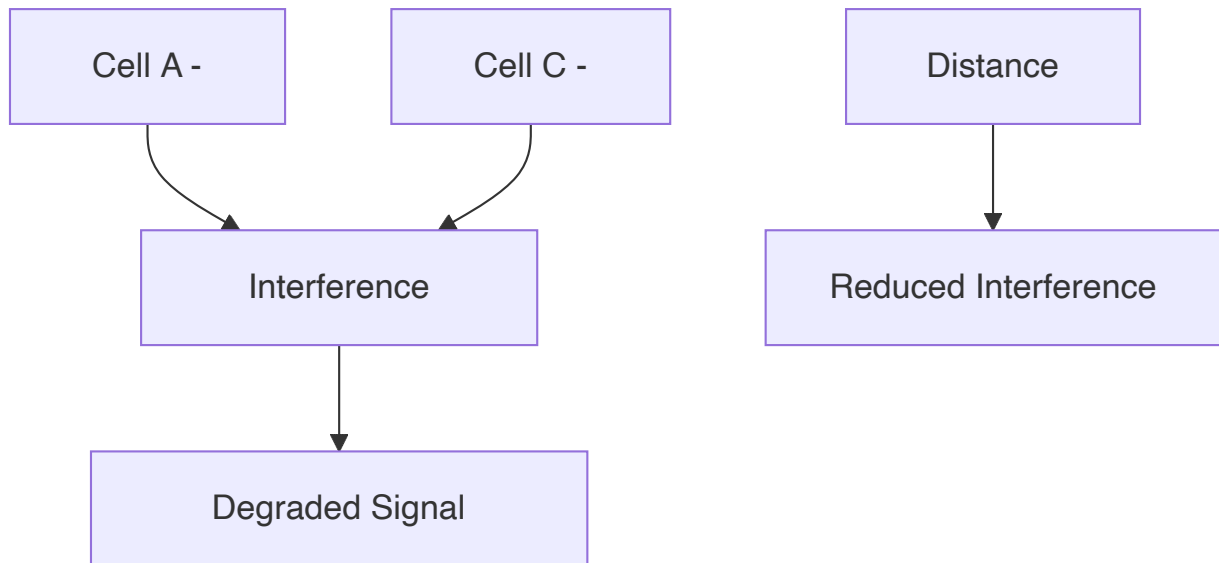 Cell A -
Cell C -
Distance
Interference
Reduced Interference
Degraded Signal